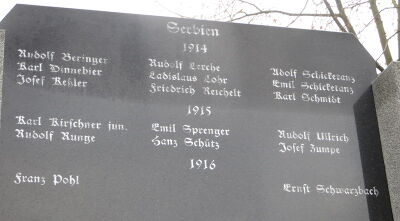 Serbien
1914
Rudolf Beringer Rudolf Lerche Adolf Schickeranz
Karl Dinnebier Ladislaus Lohr Emil Schickeranz
Josef Keßler Friedrich Reichelt Karl Schmidt
1915
Karl Kirschner jun. Emil Sprenger Rudolf Ullrich
Rudolf Runge Hanz Schütz Josef Zumpe
1916
Franz Pohl Ernst Schwarzbach